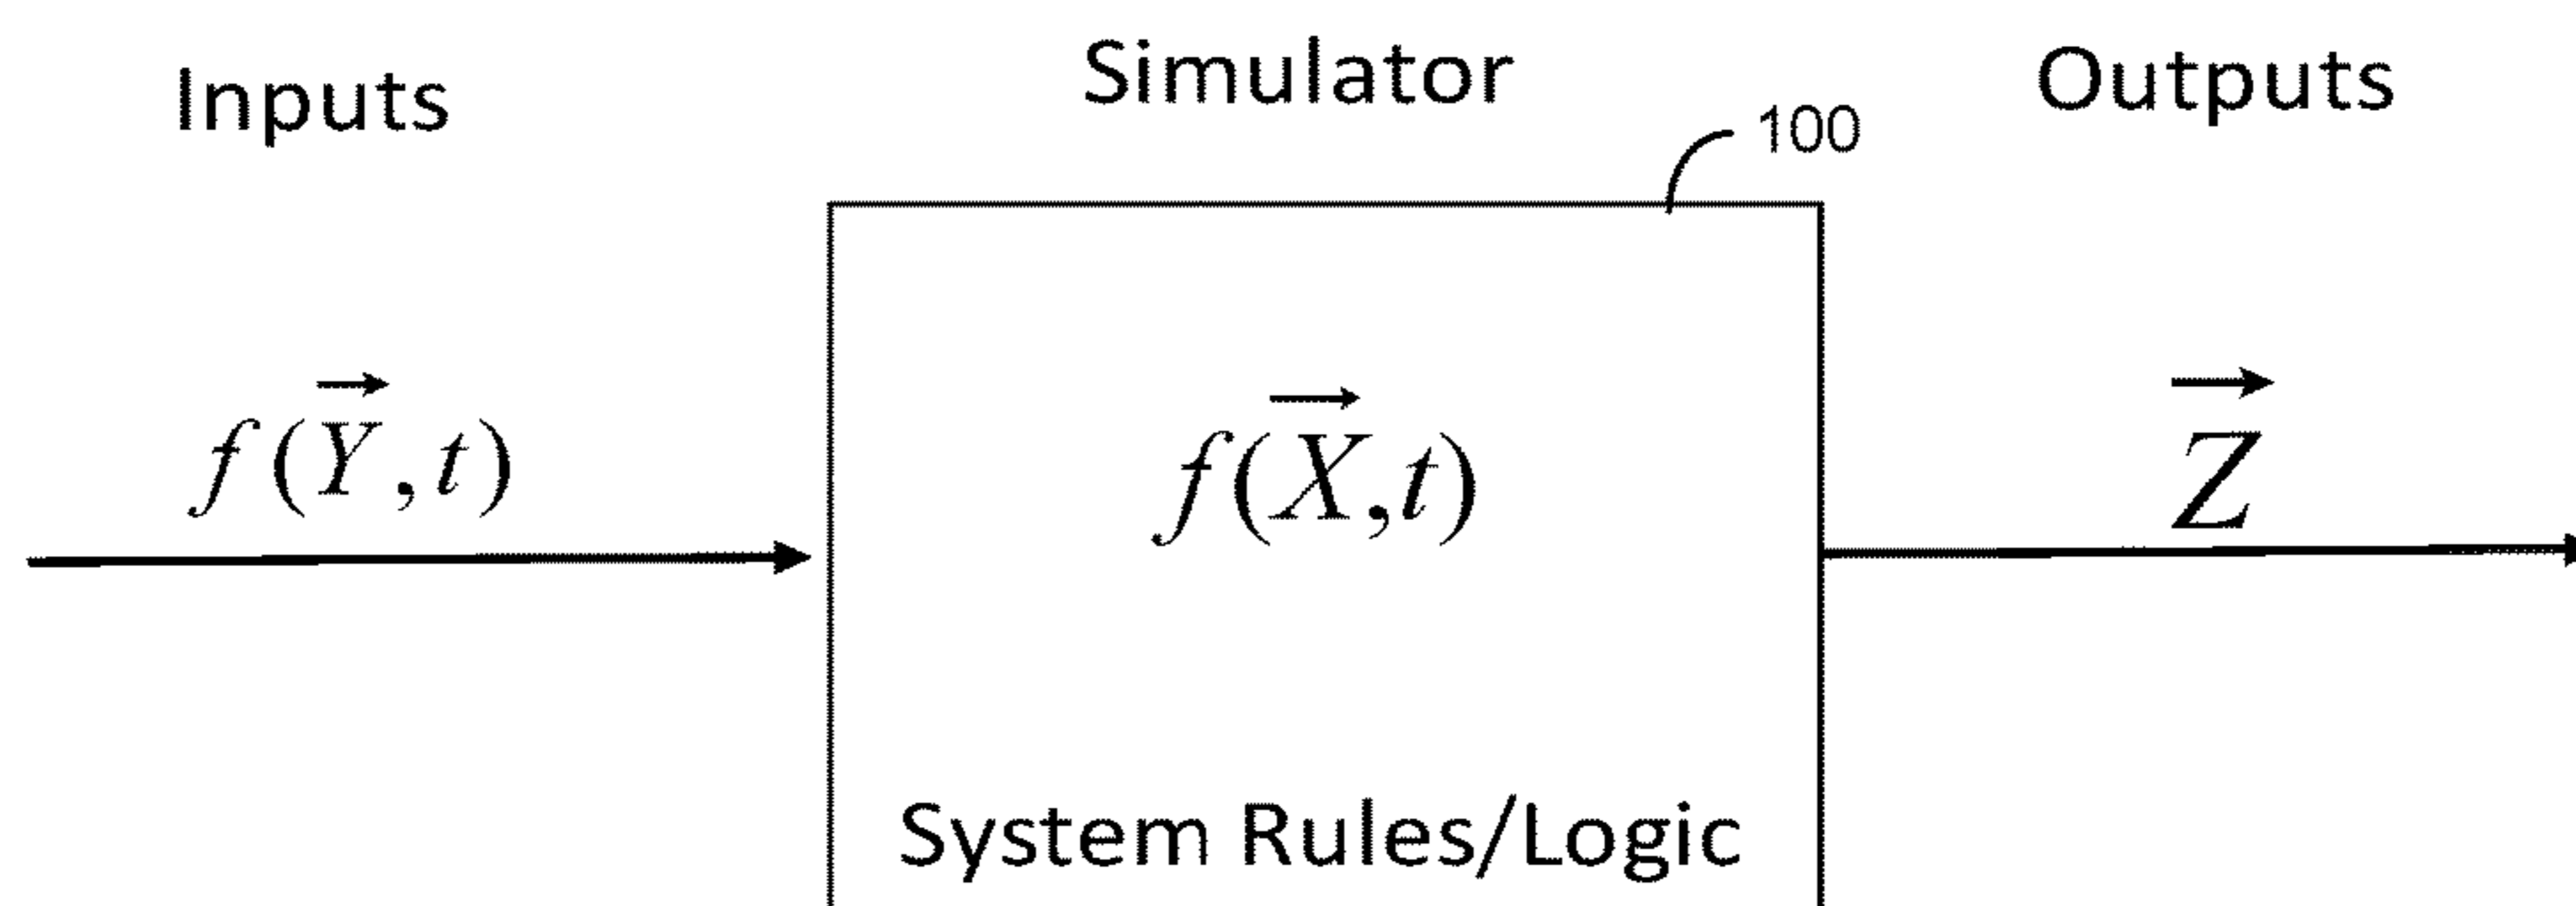 Inputs
Simulator
Outputs
100
f(Y⃗, t)
f(X⃗,t)
Z⃗
System Rules/Logic